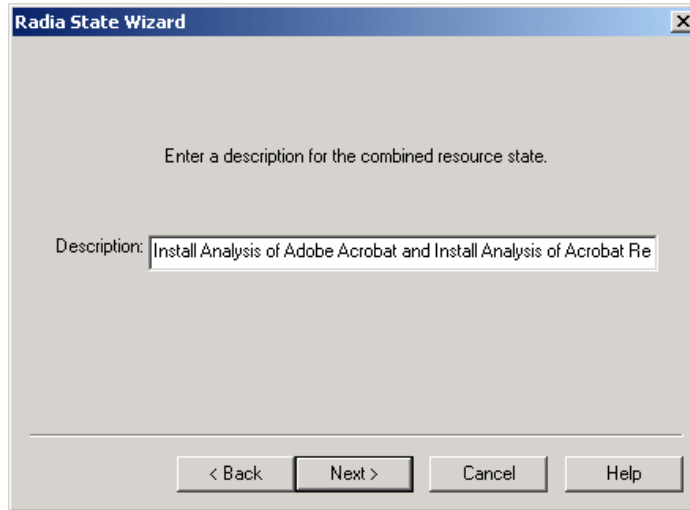 Radia State Wizard
Enter a description for the combined resource state.
Description: Install Analysis of Adobe Acrobat and Install Analysis of Acrobat Re
< Back Next > Cancel Help